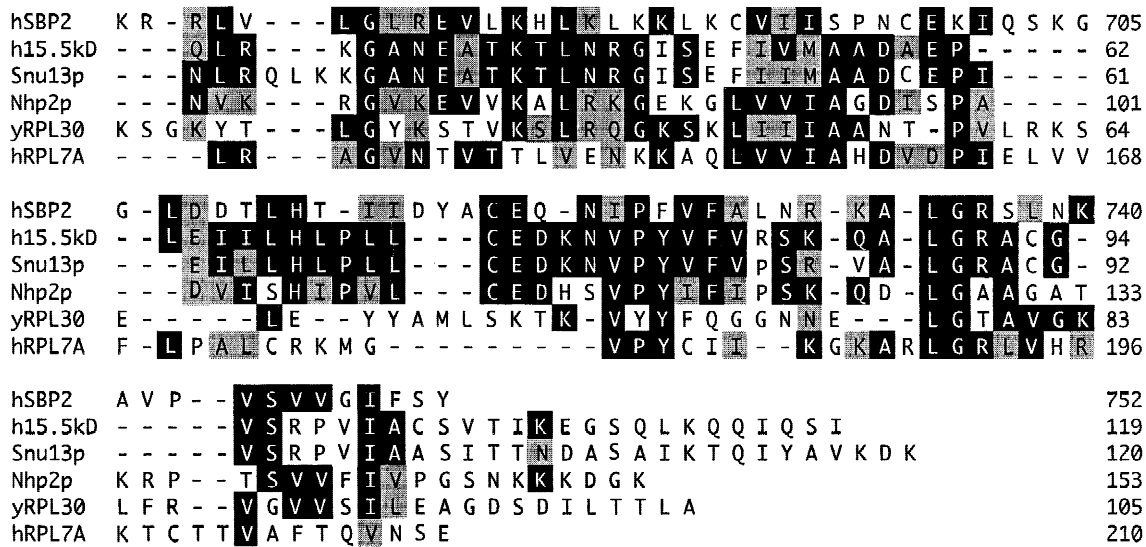 hSBP2 K R - R L V - - - L G L R E V L K H L K L K K L K C V I I S P N C E K I Q S K G 705
h15.5kD - - - Q L R - - - K G A N E A T K T L N R G I S E F I V M A A D A E P - - - - - 62
Snu13p - - - N L R Q L K K G A N E A T K T L N R G I S E F I I M A A D C E P I - - - - 61
Nhp2p - - - N V K - - - R G V K E V V K A L R K G E K G L V V I A G D I S P A - - - - 101
yRPL30 K S G K Y T - - - L G Y K S T V K S L R Q G K S K L I I I A A N T - P V L R K S 64
hRPL7A - - - - L R - - - A G V N T V T T L V E N K K A Q L V V I A H D V D P I E L V V 168
hSBP2 G - L D D T L H T - I I D Y A C E Q - N I P F V F A L N R - K A - L G R S L N K 740
h15.5kD - - L E I I L H L P L L - - - C E D K N V P Y V F V R S K - Q A - L G R A C G - 94
Snu13p - - - E I L L H L P L L - - - C E D K N V P Y V F V P S R - V A - L G R A C G - 92
Nhp2p - - - D V I S H I P V L - - - C E D H S V P Y I F I P S K - Q D - L G A A G A T 133
yRPL30 E - - - - - L E - - Y Y A M L S K T K - V Y Y F Q G G N N E - - - L G T A V G K 83
hRPL7A F - L P A L C R K M G - - - - - - - - - V P Y C I I - - K G K A R L G R L V H R 196
hSBP2 A V P - - V S V V G I F S Y 752
h15.5kD - - - - - V S R P V I A C S V T I K E G S Q L K Q Q I Q S I 119
Snu13p - - - - - V S R P V I A A S I T T N D A S A I K T Q I Y A V K D K 120
Nhp2p K R P - - T S V V F I V P G S N K K K D G K 153
yRPL30 L F R - - V G V V S I L E A G D S D I L T T L A 105
hRPL7A K T C T T V A F T Q V N S E 210